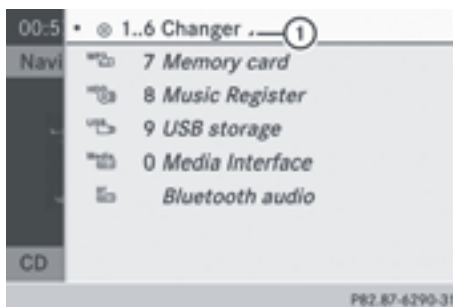 00:5 • 1..6 Changer 1
Navi 7 Memory card
8 Music Register
9 USB storage
0 Media Interface
Bluetooth audio
CD
P82.87-6290-31